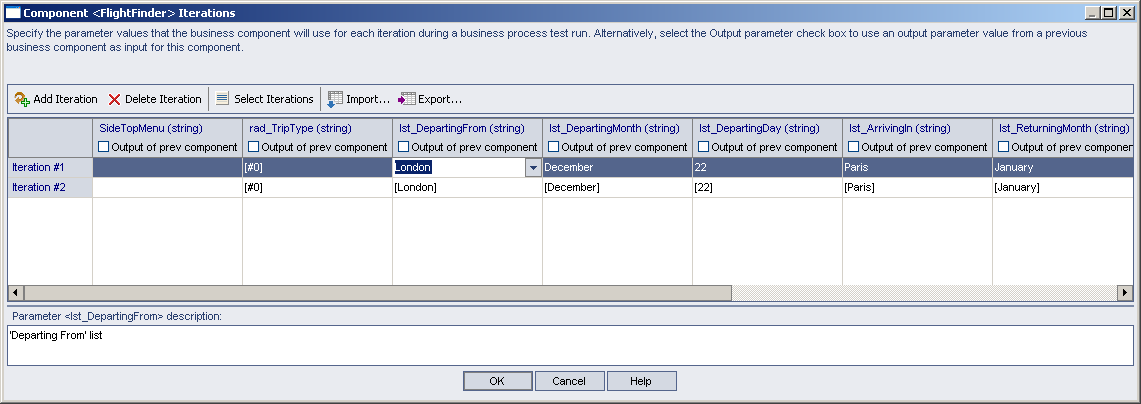 Component <FlightFinder> Iterations
Specify the parameter values that the business component will use for each iteration during a business process test run. Alternatively, select the Output parameter check box to use an output parameter value from a previous
business component as input for this component.
Add Iteration Delete Iteration Select Iterations Import... Export...
SideTopMenu (string) rad_TripType (string) lst_DepartingFrom (string) lst_DepartingMonth (string) lst_DepartingDay (string) lst_ArrivingIn (string) lst_ReturningMonth (string)
Output of prev component Output of prev component Output of prev component Output of prev component Output of prev component Output of prev component Output of prev componen
Iteration #1 [#0] London December 22 Paris January
Iteration #2 [#0] [London] [December] [22] [Paris] [January]
Parameter <lst_DepartingFrom> description:
'Departing From' list
OK Cancel Help